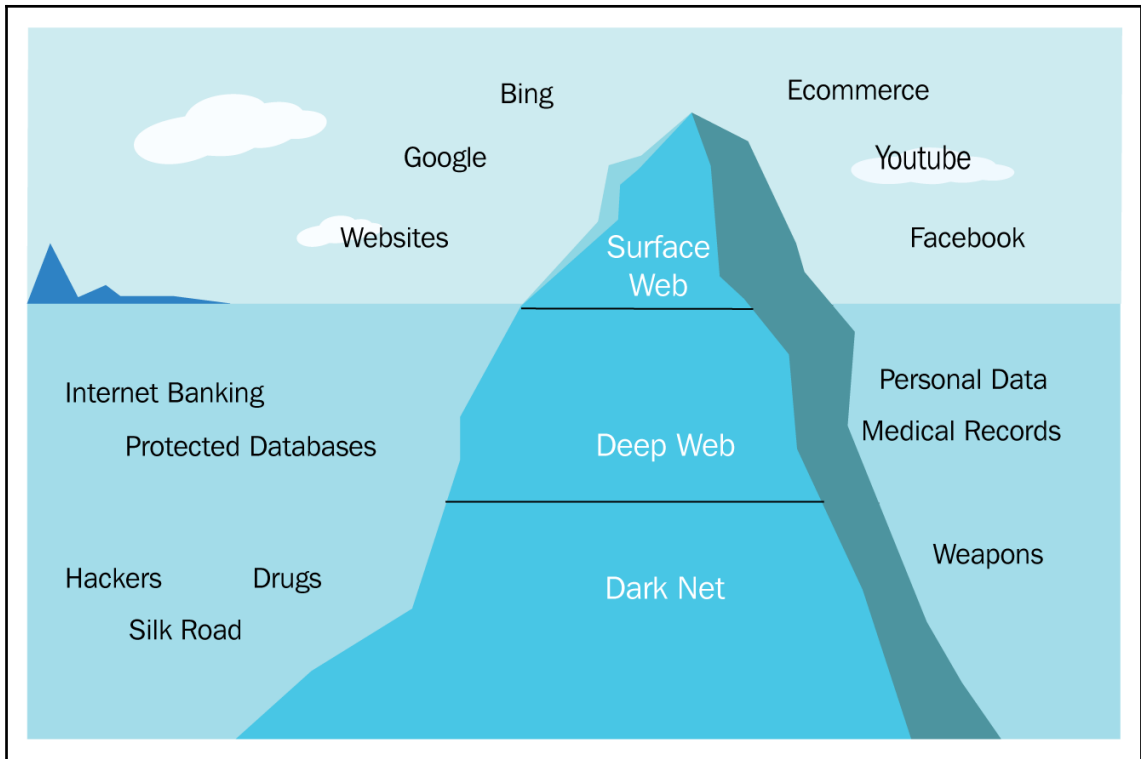 Bing
Ecommerce
Google
Youtube
Websites
Surface
Web
Facebook
Internet Banking
Personal Data
Protected Databases
Deep Web
Medical Records
Hackers
Drugs
Dark Net
Weapons
Silk Road